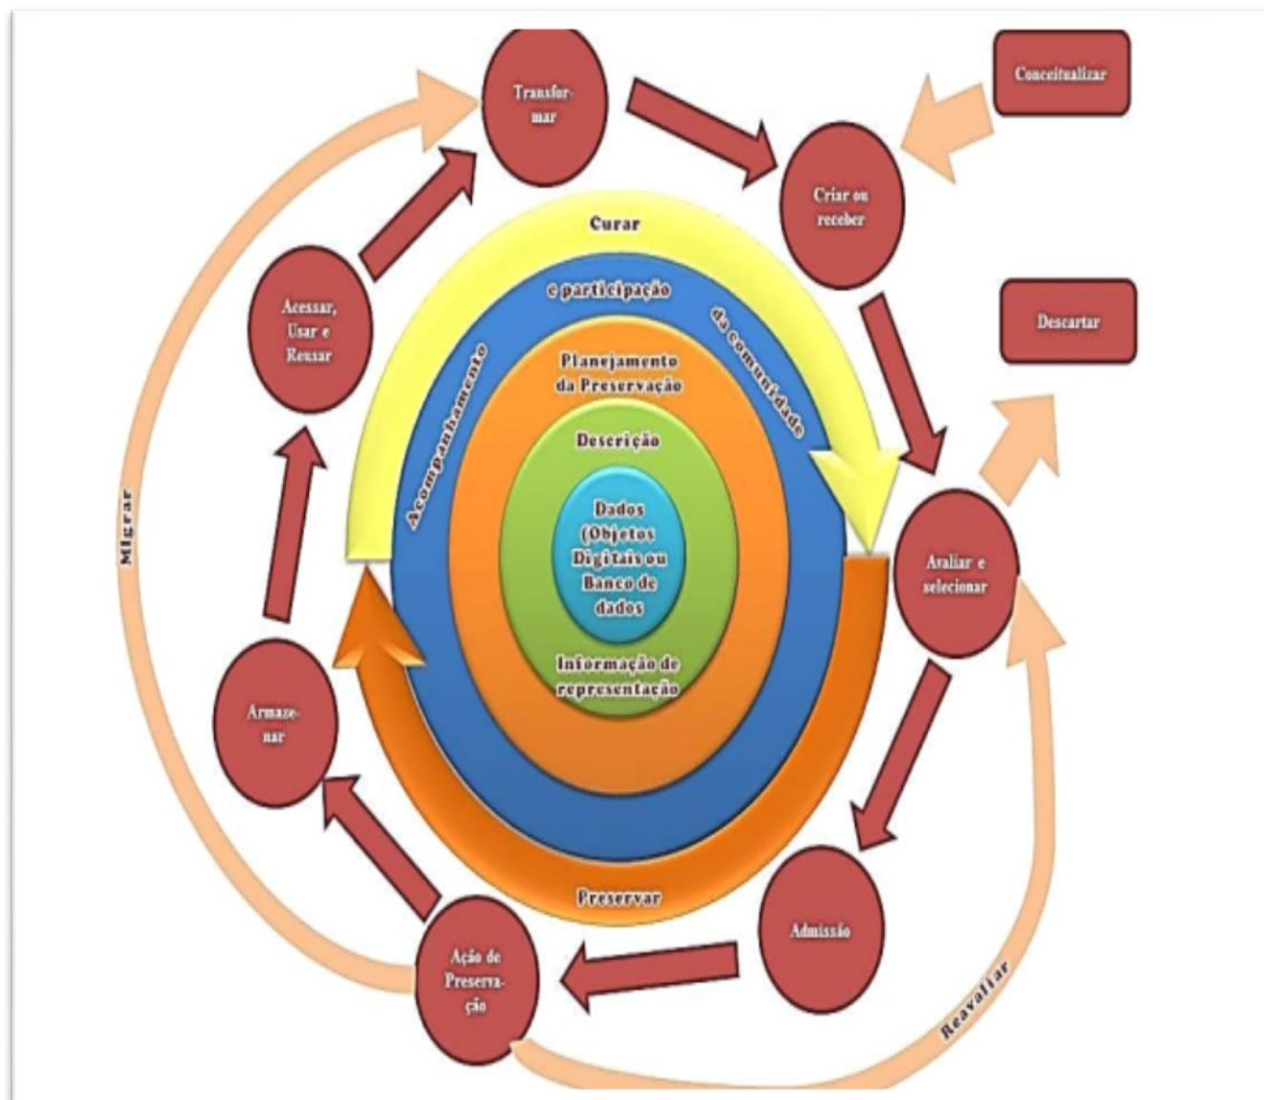 Transfor-
mar
Conceitualizar
Criar ou
receber
Descartar
Avaliar e
selecionar
Admissão
Ação de
Preserva-
ção
Armaze-
nar
Acessar,
Usar e
Reusar
Migrar
Reavaliar
Curar
Acompanhamento
e participação
da comunidade
Planejamento
da Preservação
Descrição
Dados
(Objetos
Digitais ou
Banco de
dados
Informação de
representação
Preservar